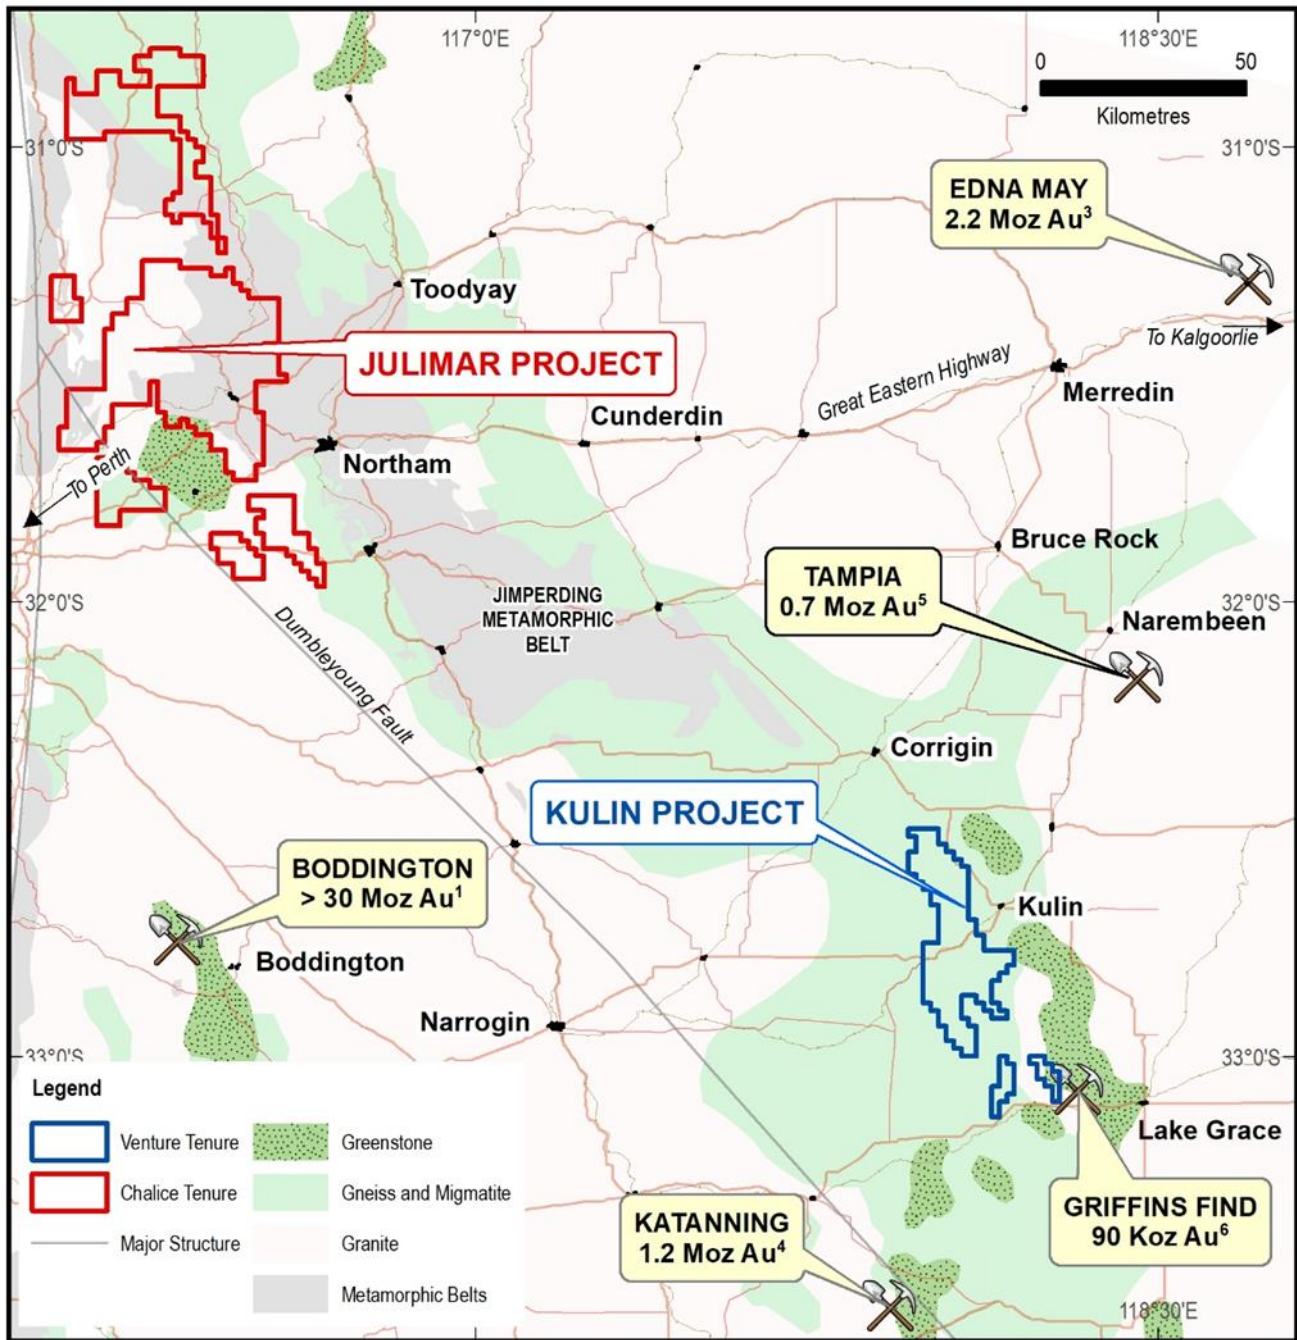 117°0'E
118°30'E
0 50
Kilometres
31°0'S
31°0'S
EDNA MAY
2.2 Moz Au³
Toodyay
To Kalgoorlie
JULIMAR PROJECT
Great Eastern Highway
Merredin
Cunderdin
Northam
To Perth
Bruce Rock
TAMPIA
0.7 Moz Au⁵
JIMPERDING
METAMORPHIC
BELT
32°0'S
32°0'S
Narembeen
Dumbleyoung Fault
Corrigin
KULIN PROJECT
BODDINGTON
> 30 Moz Au¹
Kulin
Boddington
Narrogin
33°0'S
33°0'S
Legend
Venture Tenure
Greenstone
Chalice Tenure
Gneiss and Migmatite
Major Structure
Granite
Metamorphic Belts
Lake Grace
KATANNING
1.2 Moz Au⁴
GRIFFINS FIND
90 Koz Au⁶
118°30'E